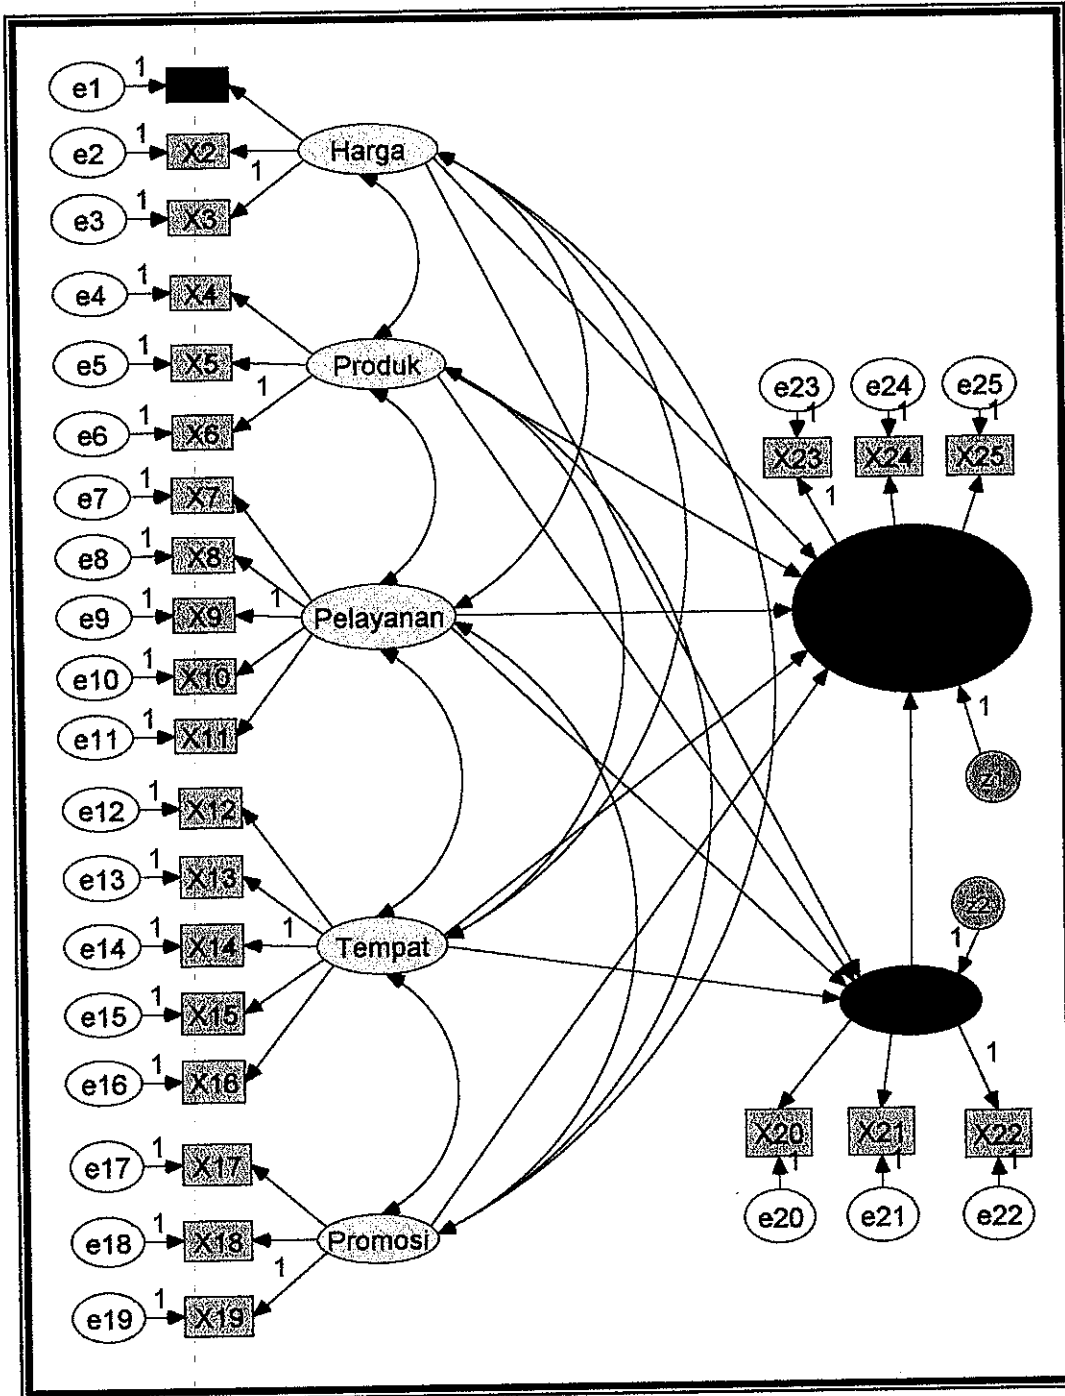 e1 1
Harga
e2 1 X2
1
e3 1 X3
e4 1 X4
Produk
e5 1 X5
1
e6 1 X6
e7 1 X7
e8 1 X8
Pelayanan
e9 1 X9 1
e10 1 X10
e11 1 X11
e12 1 X12
e13 1 X13
Tempat
e14 1 X14 1
e15 1 X15
e16 1 X16
e17 1 X17
Promosi
e18 1 X18
1
e19 1 X19
e23 e24 e25
1 1 1
X23 X24 X25
1
1
z1
z2
1
1
X20 X21 X22
1 1 1
e20 e21 e22